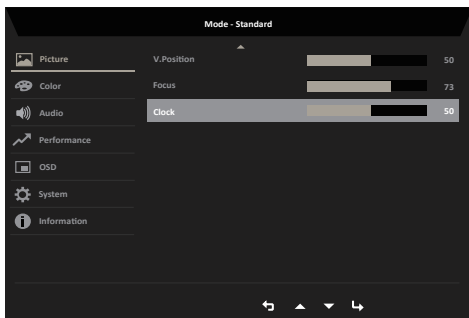 Mode - Standard
Picture
V.Position 50
Color
Focus 73
Audio
Clock 50
Performance
OSD
System
Information